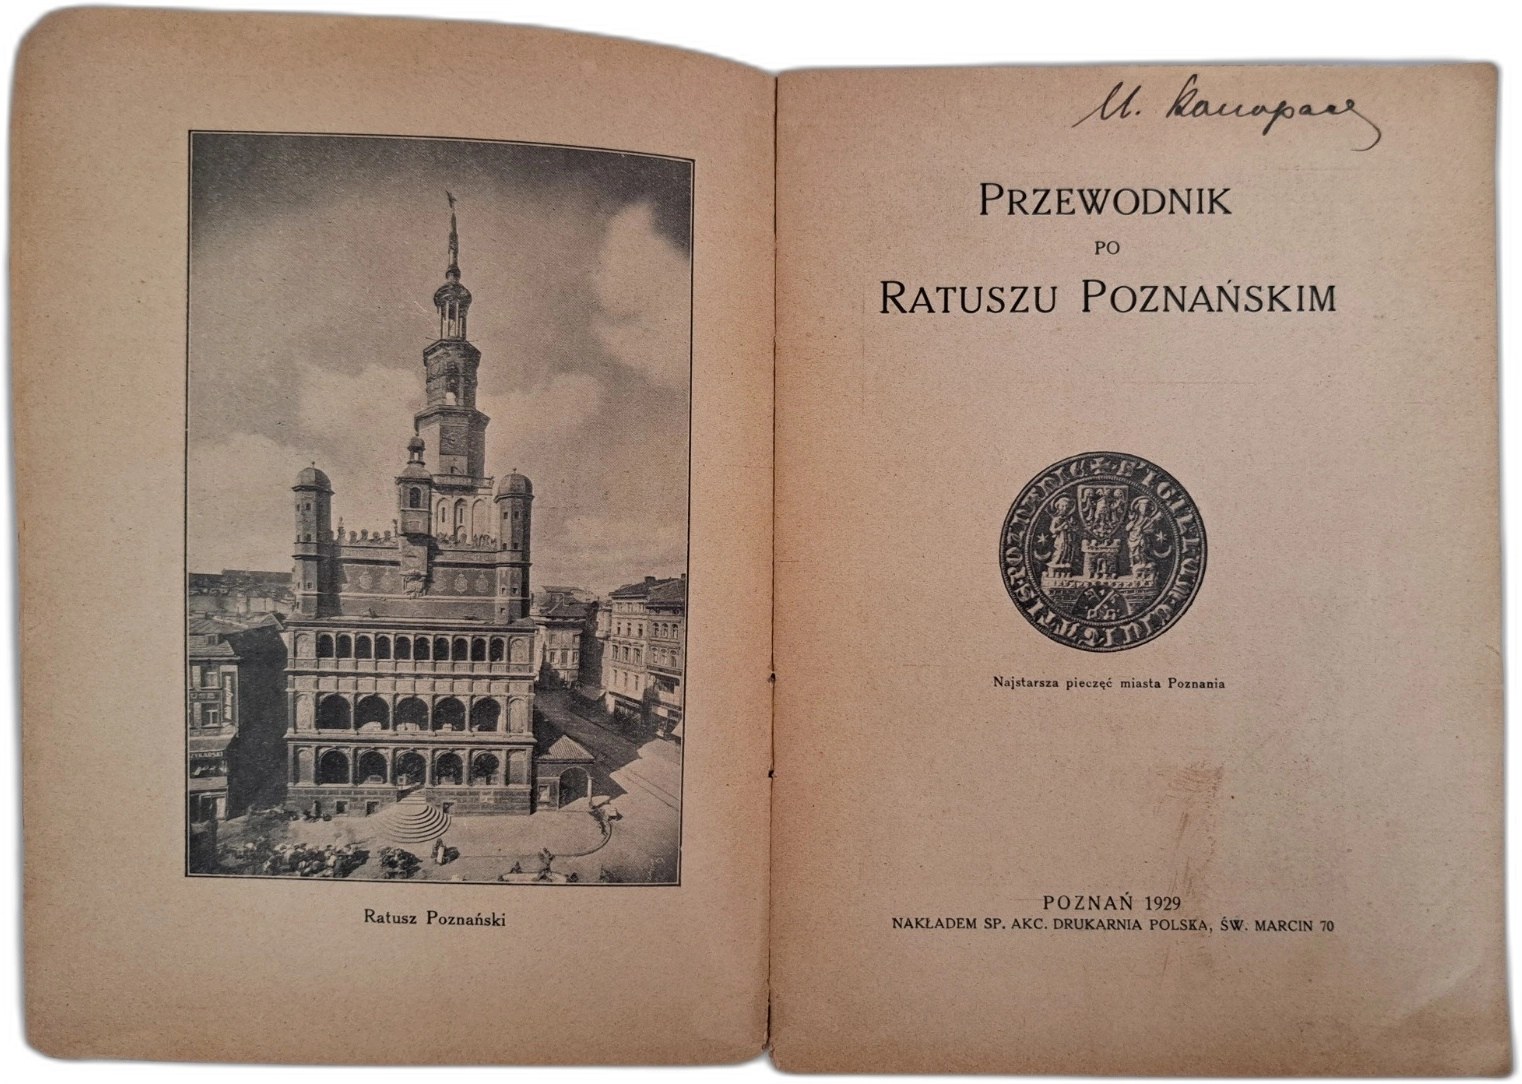 Ratusz Poznański
PRZEWODNIK
PO
RATUSZU POZNAŃSKIM
Najstarsza pieczęć miasta Poznania
POZNAŃ 1929
NAKŁADEM SP. AKC. DRUKARNIA POLSKA, ŚW. MARCIN 70